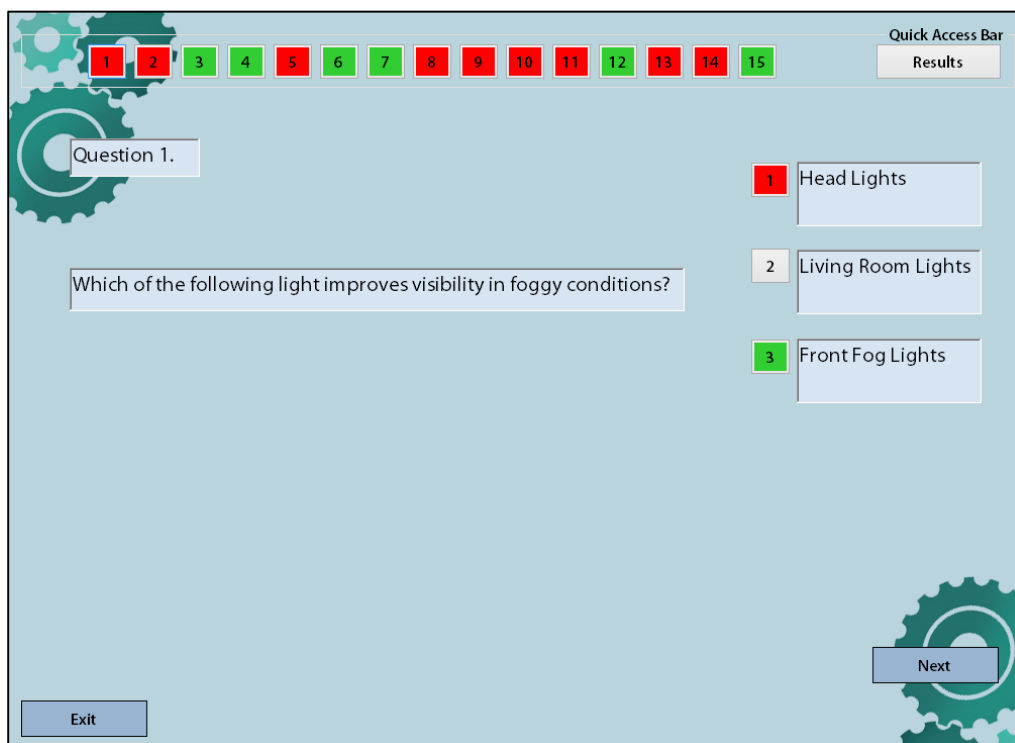 Quick Access Bar
1 2 3 4 5 6 7 8 9 10 11 12 13 14 15 Results
Question 1.
1 Head Lights
2 Living Room Lights
Which of the following light improves visibility in foggy conditions?
3 Front Fog Lights
Next
Exit